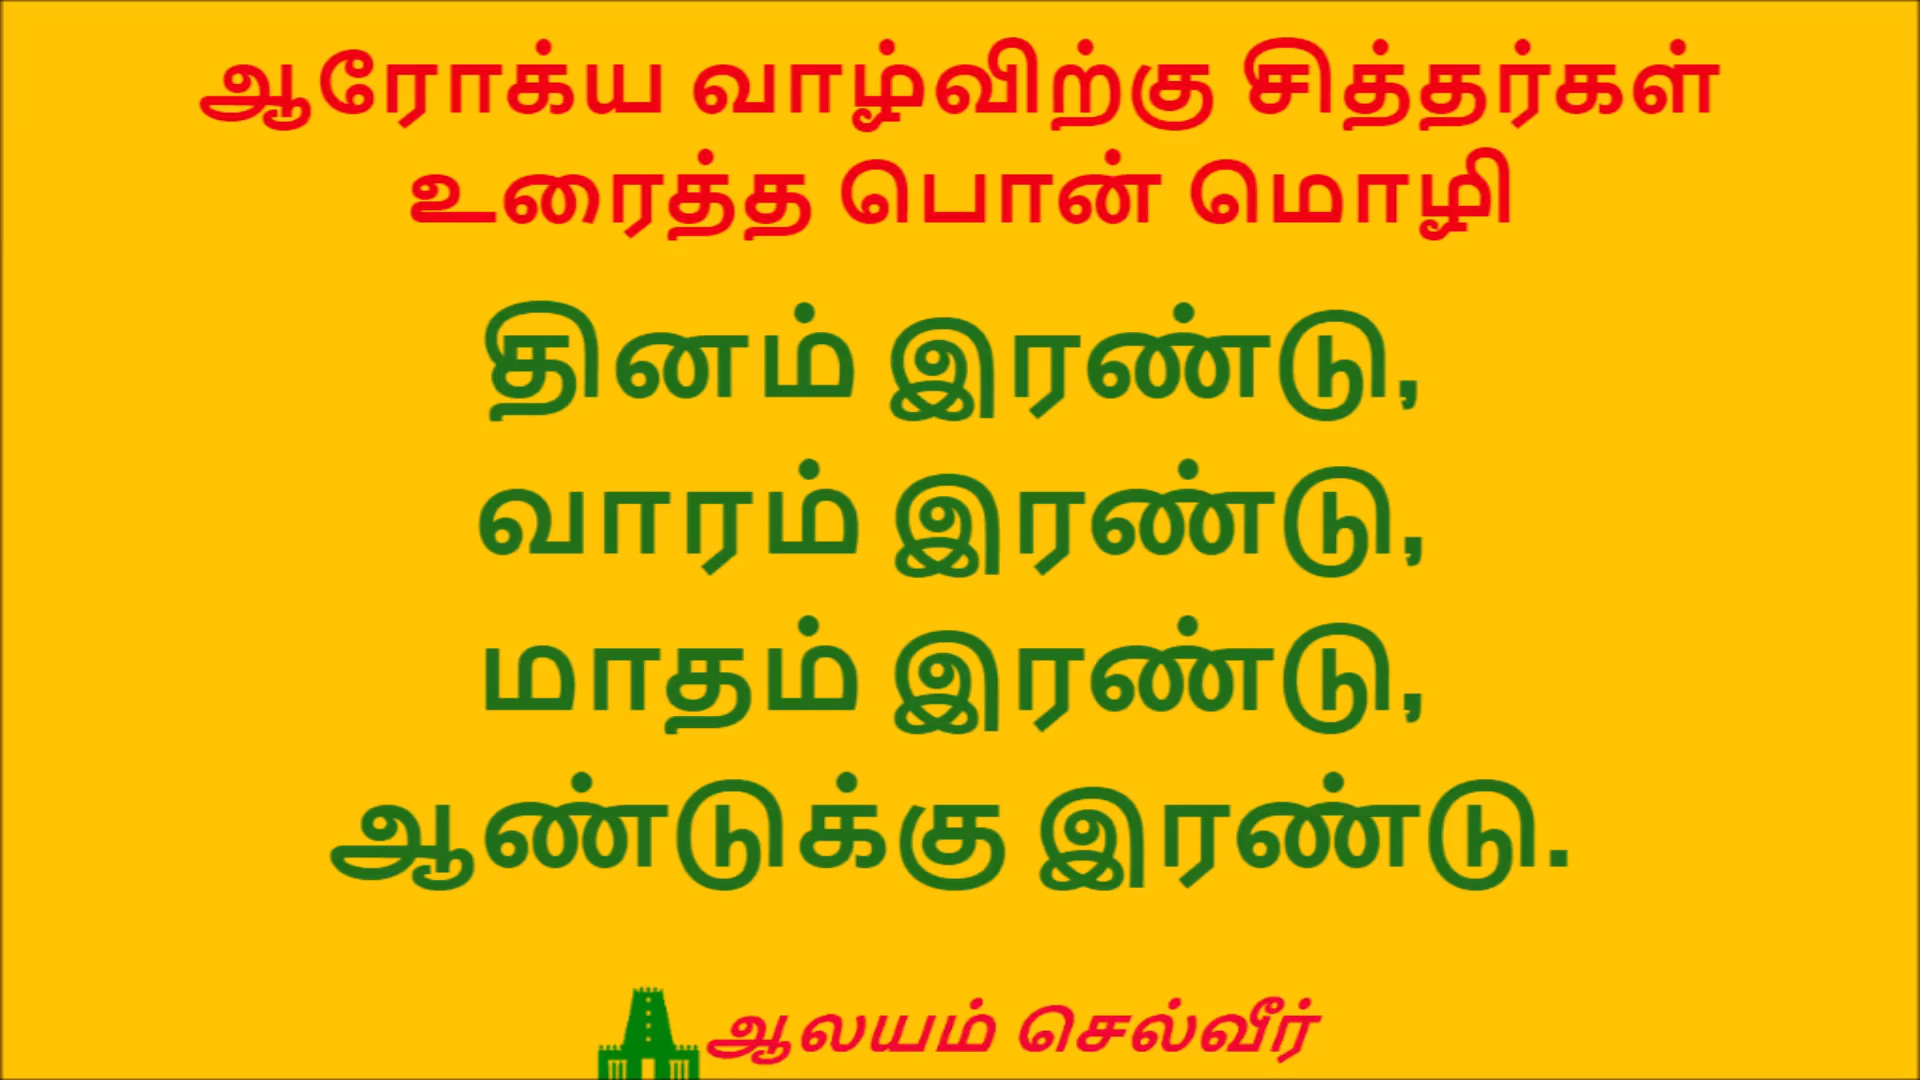 ஆரோக்ய வாழ்விற்கு சித்தர்கள்
உரைத்த பொன் மொழி
தினம் இரண்டு,
வாரம் இரண்டு,
மாதம் இரண்டு,
ஆண்டுக்கு இரண்டு.
ஆலயம் செல்வீர்